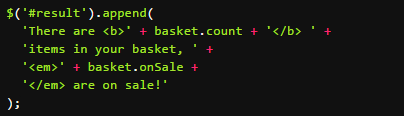 $('#result').append(
'There are <b>' + basket.count + '</b> ' +
'items in your basket, ' +
'<em>' + basket.onSale +
'</em> are on sale!'
);